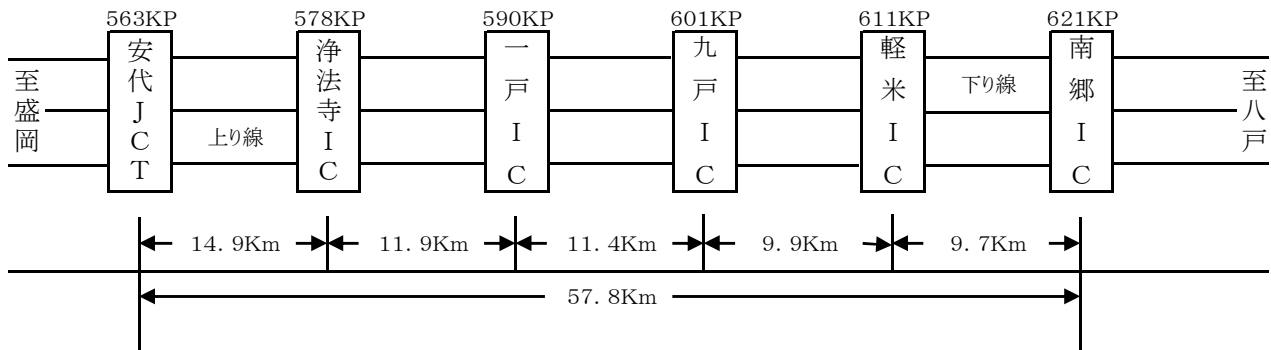 563KP
578KP
590KP
601KP
611KP
621KP
至盛岡
安代JCT
上り線
浄法寺IC
一戸IC
九戸IC
軽米IC
下り線
南郷IC
至八戸
14.9Km
11.9Km
11.4Km
9.9Km
9.7Km
57.8Km